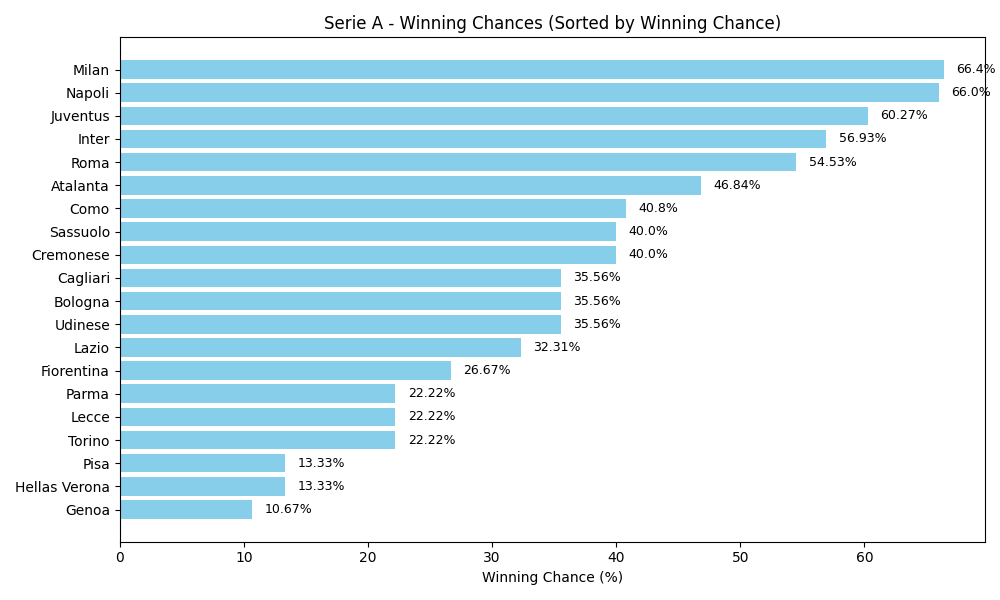 Serie A - Winning Chances (Sorted by Winning Chance)
Milan 66.4%
Napoli 66.0%
Juventus 60.27%
Inter 56.93%
Roma 54.53%
Atalanta 46.84%
Como 40.8%
Sassuolo 40.0%
Cremonese 40.0%
Cagliari 35.56%
Bologna 35.56%
Udinese 35.56%
Lazio 32.31%
Fiorentina 26.67%
Parma 22.22%
Lecce 22.22%
Torino 22.22%
Pisa 13.33%
Hellas Verona 13.33%
Genoa 10.67%
0 10 20 30 40 50 60
Winning Chance (%)